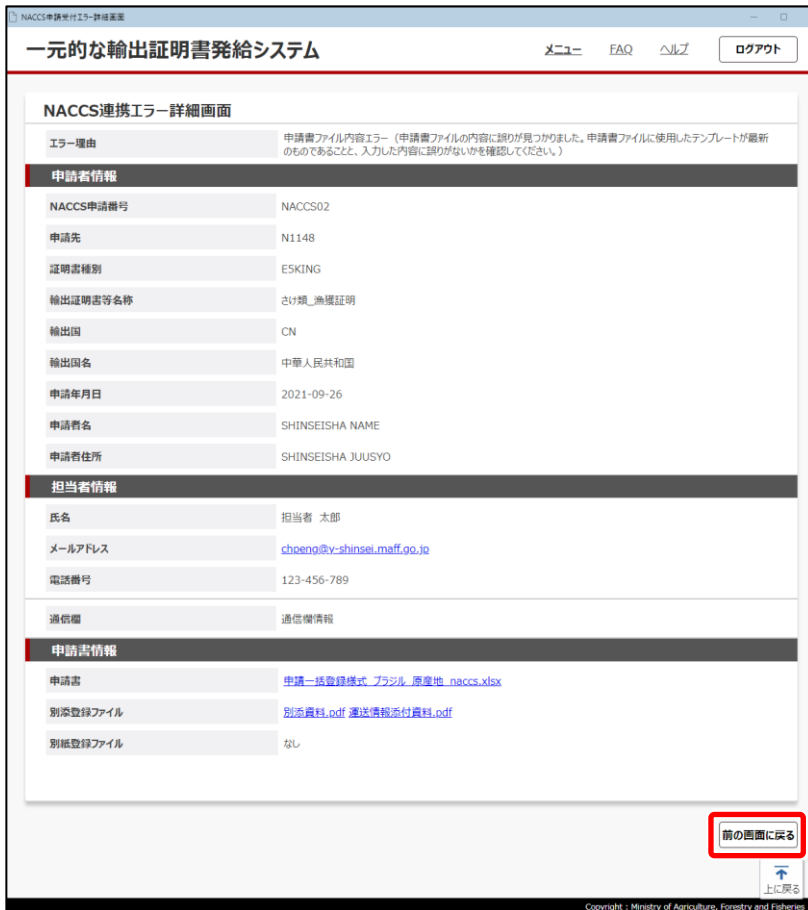 NACCS申請受付エラー詳細画面
一元的な輸出証明書発給システム
メニュー FAQ ヘルプ ログアウト
NACCS連携エラー詳細画面
エラー理由 申請書ファイル内容エラー（申請書ファイルの内容に誤りが見つかりました。申請書ファイルに使用したテンプレートが最新
のものであることと、入力した内容に誤りがないかを確認してください。）
申請者情報
NACCS申請番号 NACCS02
申請先 N1148
証明書種別 E5KING
輸出証明書等名称 さけ類_漁獲証明
輸出国 CN
輸出国名 中華人民共和国
申請年月日 2021-09-26
申請者名 SHINSEISHA NAME
申請者住所 SHINSEISHA JUUSYO
担当者情報
氏名 担当者 太郎
メールアドレス chpeng@v-shinsei.maff.go.jp
電話番号 123-456-789
通信欄 通信欄情報
申請書情報
申請書 申請一括登録様式_ブラジル_原産地_naccs.xlsx
別添登録ファイル 別添資料.pdf 運送情報添付資料.pdf
別紙登録ファイル なし
前の画面に戻る
上に戻る
Copyright : Ministry of Agriculture, Forestry and Fisheries